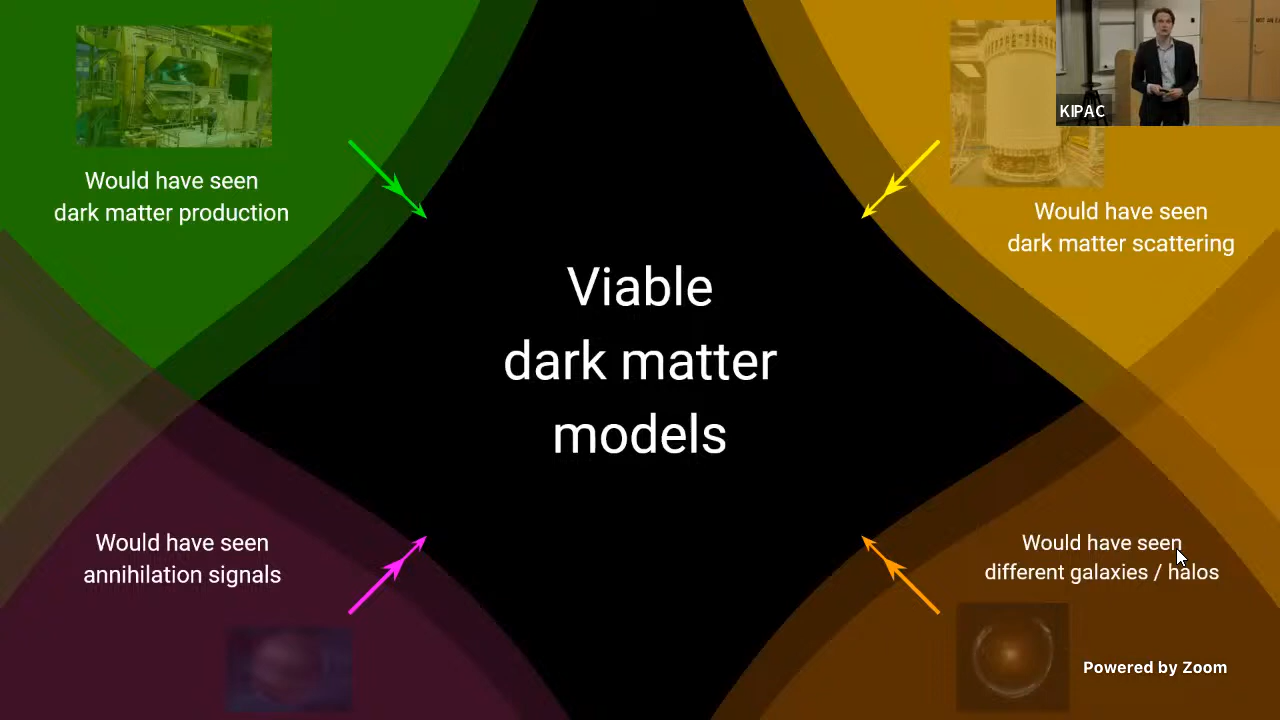 KIPAC
Would have seen
dark matter production
Would have seen
dark matter scattering
Viable
dark matter
models
Would have seen
annihilation signals
Would have seen
different galaxies / halos
Powered by Zoom